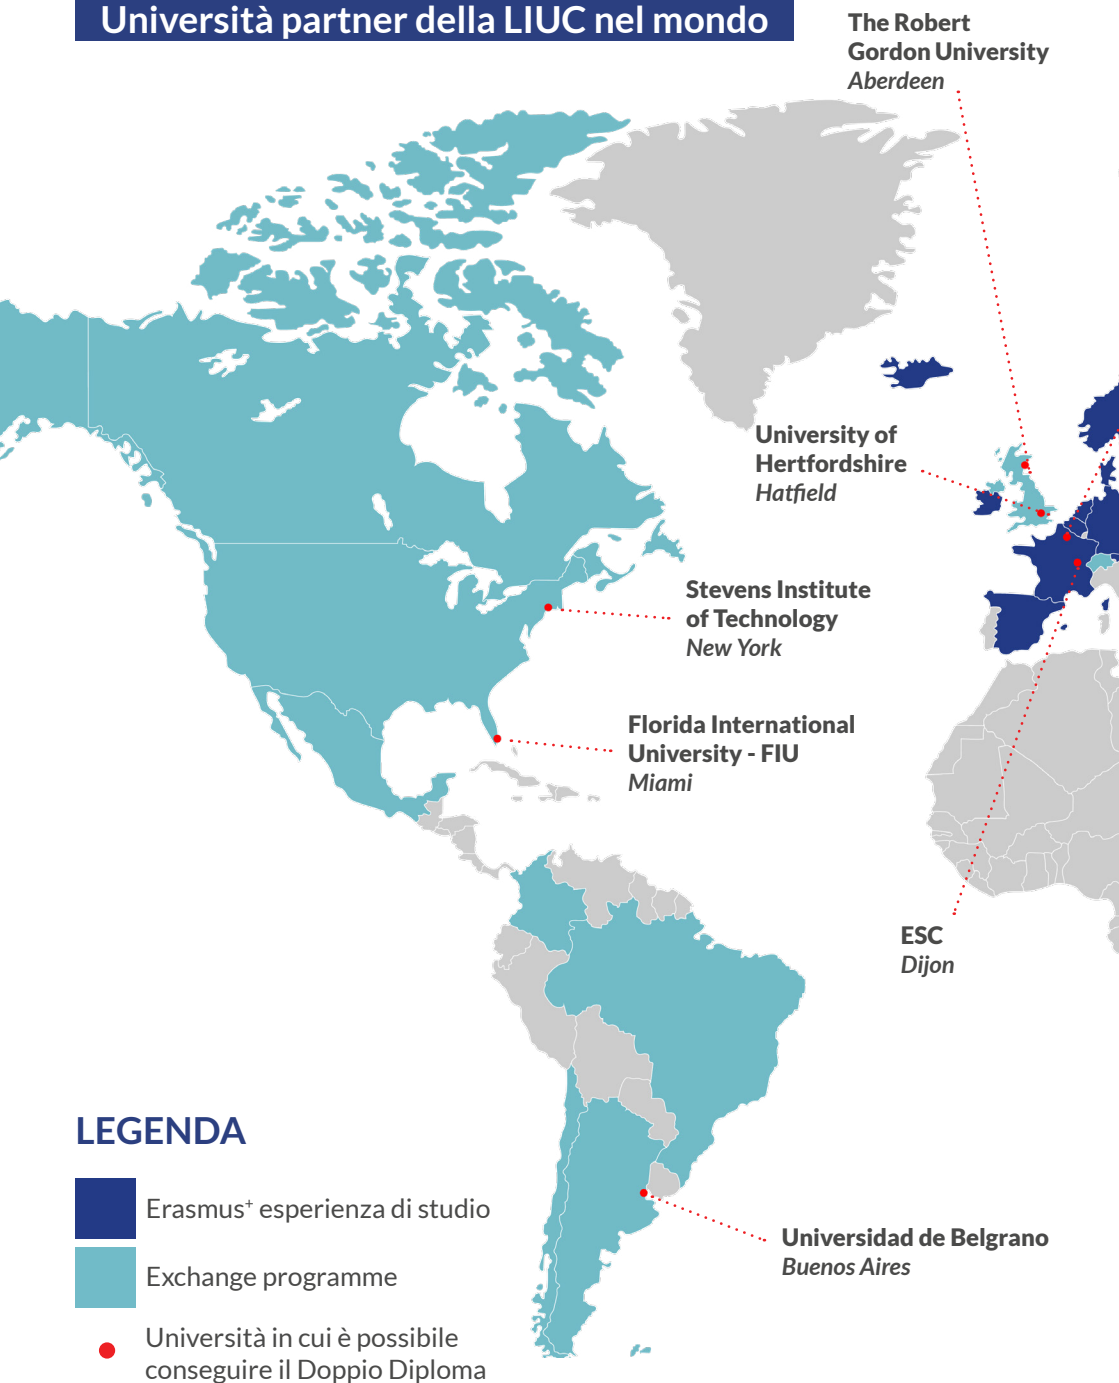 Università partner della LIUC nel mondo
The Robert
Gordon University
Aberdeen
University of
Hertfordshire
Hatfield
Stevens Institute
of Technology
New York
Florida International
University - FIU
Miami
ESC
Dijon
Universidad de Belgrano
Buenos Aires
LEGENDA
Erasmus⁺ esperienza di studio
Exchange programme
Università in cui è possibile
conseguire il Doppio Diploma